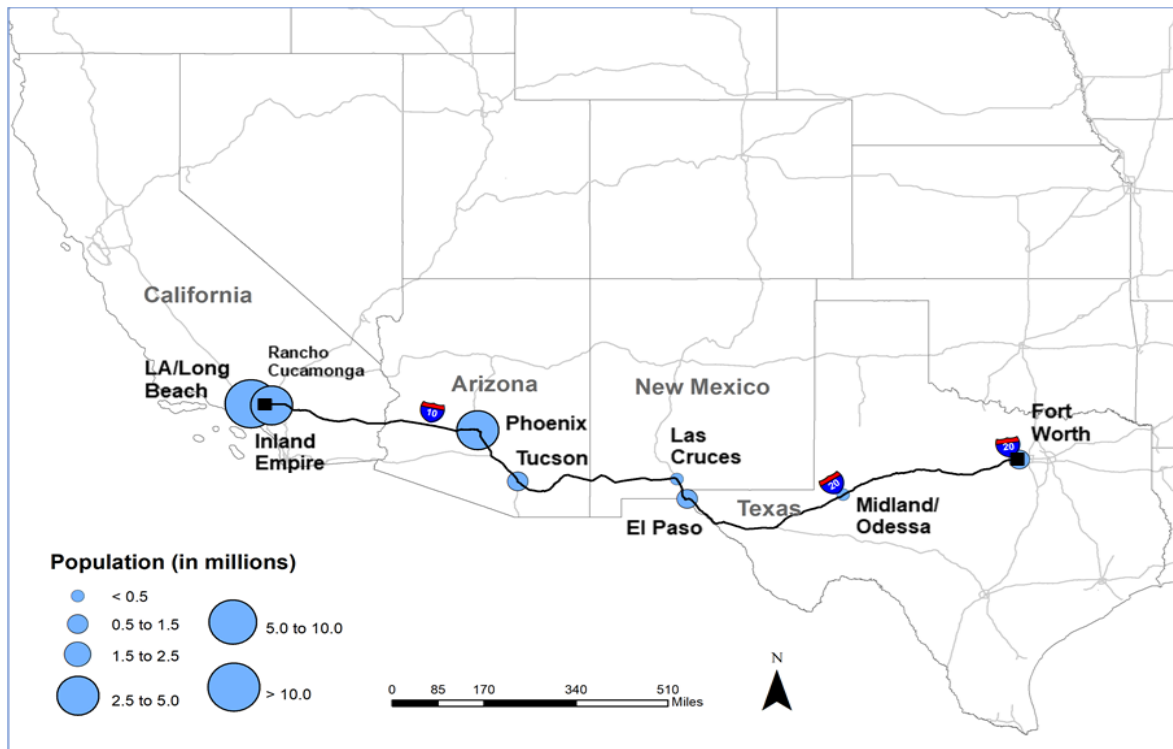 California
LA/Long
Beach
Rancho
Cucamonga
Inland
Empire
Arizona
10
Phoenix
Tucson
New Mexico
Las
Cruces
El Paso
Texas
20
Midland/
Odessa
20
Fort
Worth
Population (in millions)
< 0.5
0.5 to 1.5
1.5 to 2.5
2.5 to 5.0
5.0 to 10.0
> 10.0
0 85 170 340 510
Miles
N